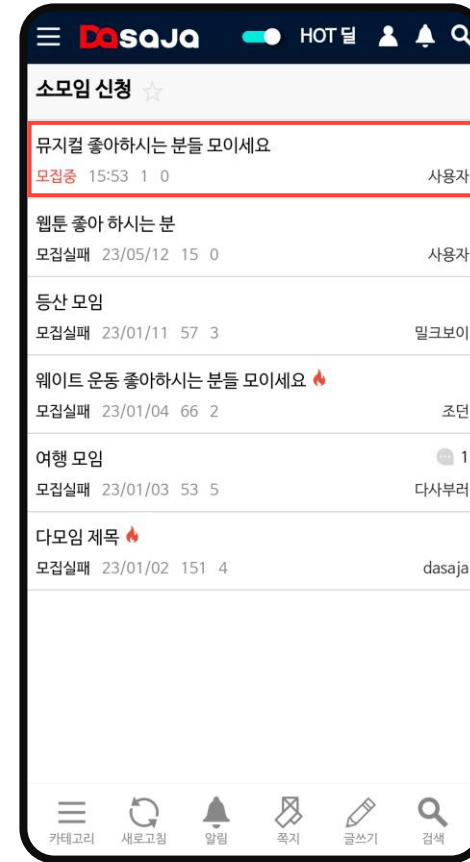 DasaJa HOT딜
소모임 신청
뮤지컬 좋아하시는 분들 모이세요
모집중 15:53 1 0 사용자
웹툰 좋아 하시는 분
모집실패 23/05/12 15 0 사용자
등산 모임
모집실패 23/01/11 57 3 밀크보이
웨이트 운동 좋아하시는 분들 모이세요
모집실패 23/01/04 66 2 조던
여행 모임 1
모집실패 23/01/03 53 5 다사부러
다모임 제목
모집실패 23/01/02 151 4 dasaja
카테고리 새로고침 알림 쪽지 글쓰기 검색